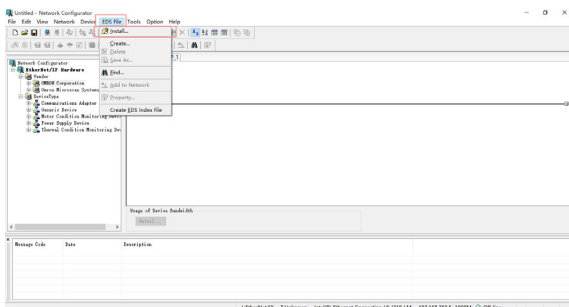 Untitled - Network Configurator
File Edit View Network Device EDS File Tools Option Help
Install...
Create...
Delete
Save As...
Find...
Add to Network
Property...
Create EDS Index File
Network Configurator
EtherNet/IP Hardware
Vendor
OMRON Corporation
Omron Microscan Systems
DeviceType
Communications Adapter
Generic Device
Motor Condition Monitoring Devi
Power Supply Device
Thermal Condition Monitoring Dev
Usage of Device Bandwidth
Detail...
Message Code Date Description